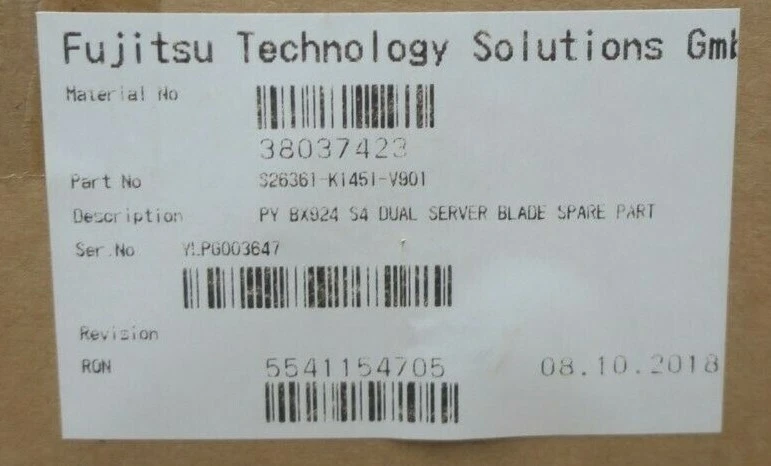 Fujitsu Technology Solutions Gmb
Material No
38037423
Part No S26361-K1451-V901
Description PY BX924 S4 DUAL SERVER BLADE SPARE PART
Ser.No YLPG003647
Revision
RGN 5541154705 08.10.2018